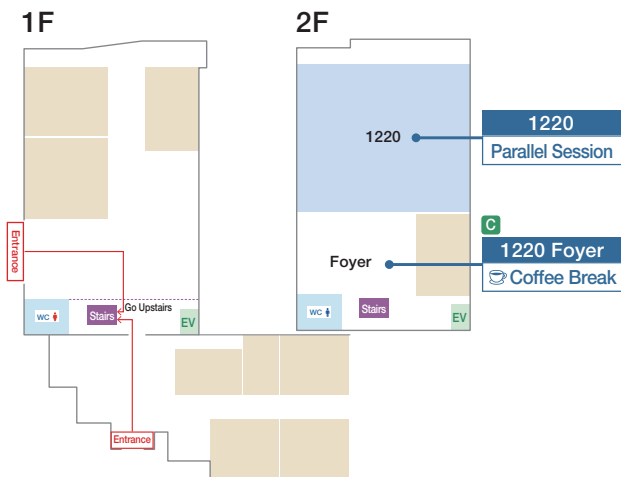 1F
2F
1220
1220
Parallel Session
C
Foyer
1220 Foyer
Coffee Break
Entrance
Go Upstairs
WC
Stairs
EV
WC
Stairs
EV
Entrance